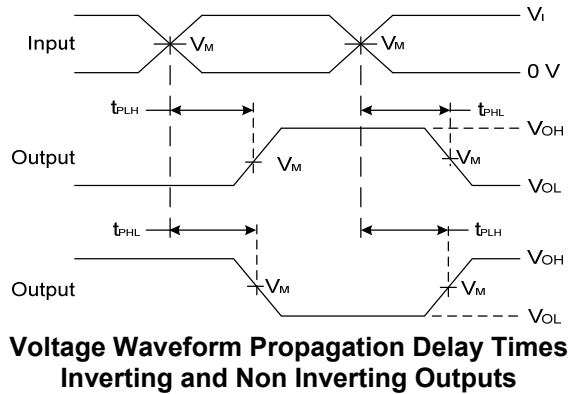 VI
Input
VM
VM
0 V
tPLH
tPHL
VOH
Output
VM
VM
VOL
tPHL
tPLH
VOH
Output
VM
VM
VOL
Voltage Waveform Propagation Delay Times
Inverting and Non Inverting Outputs